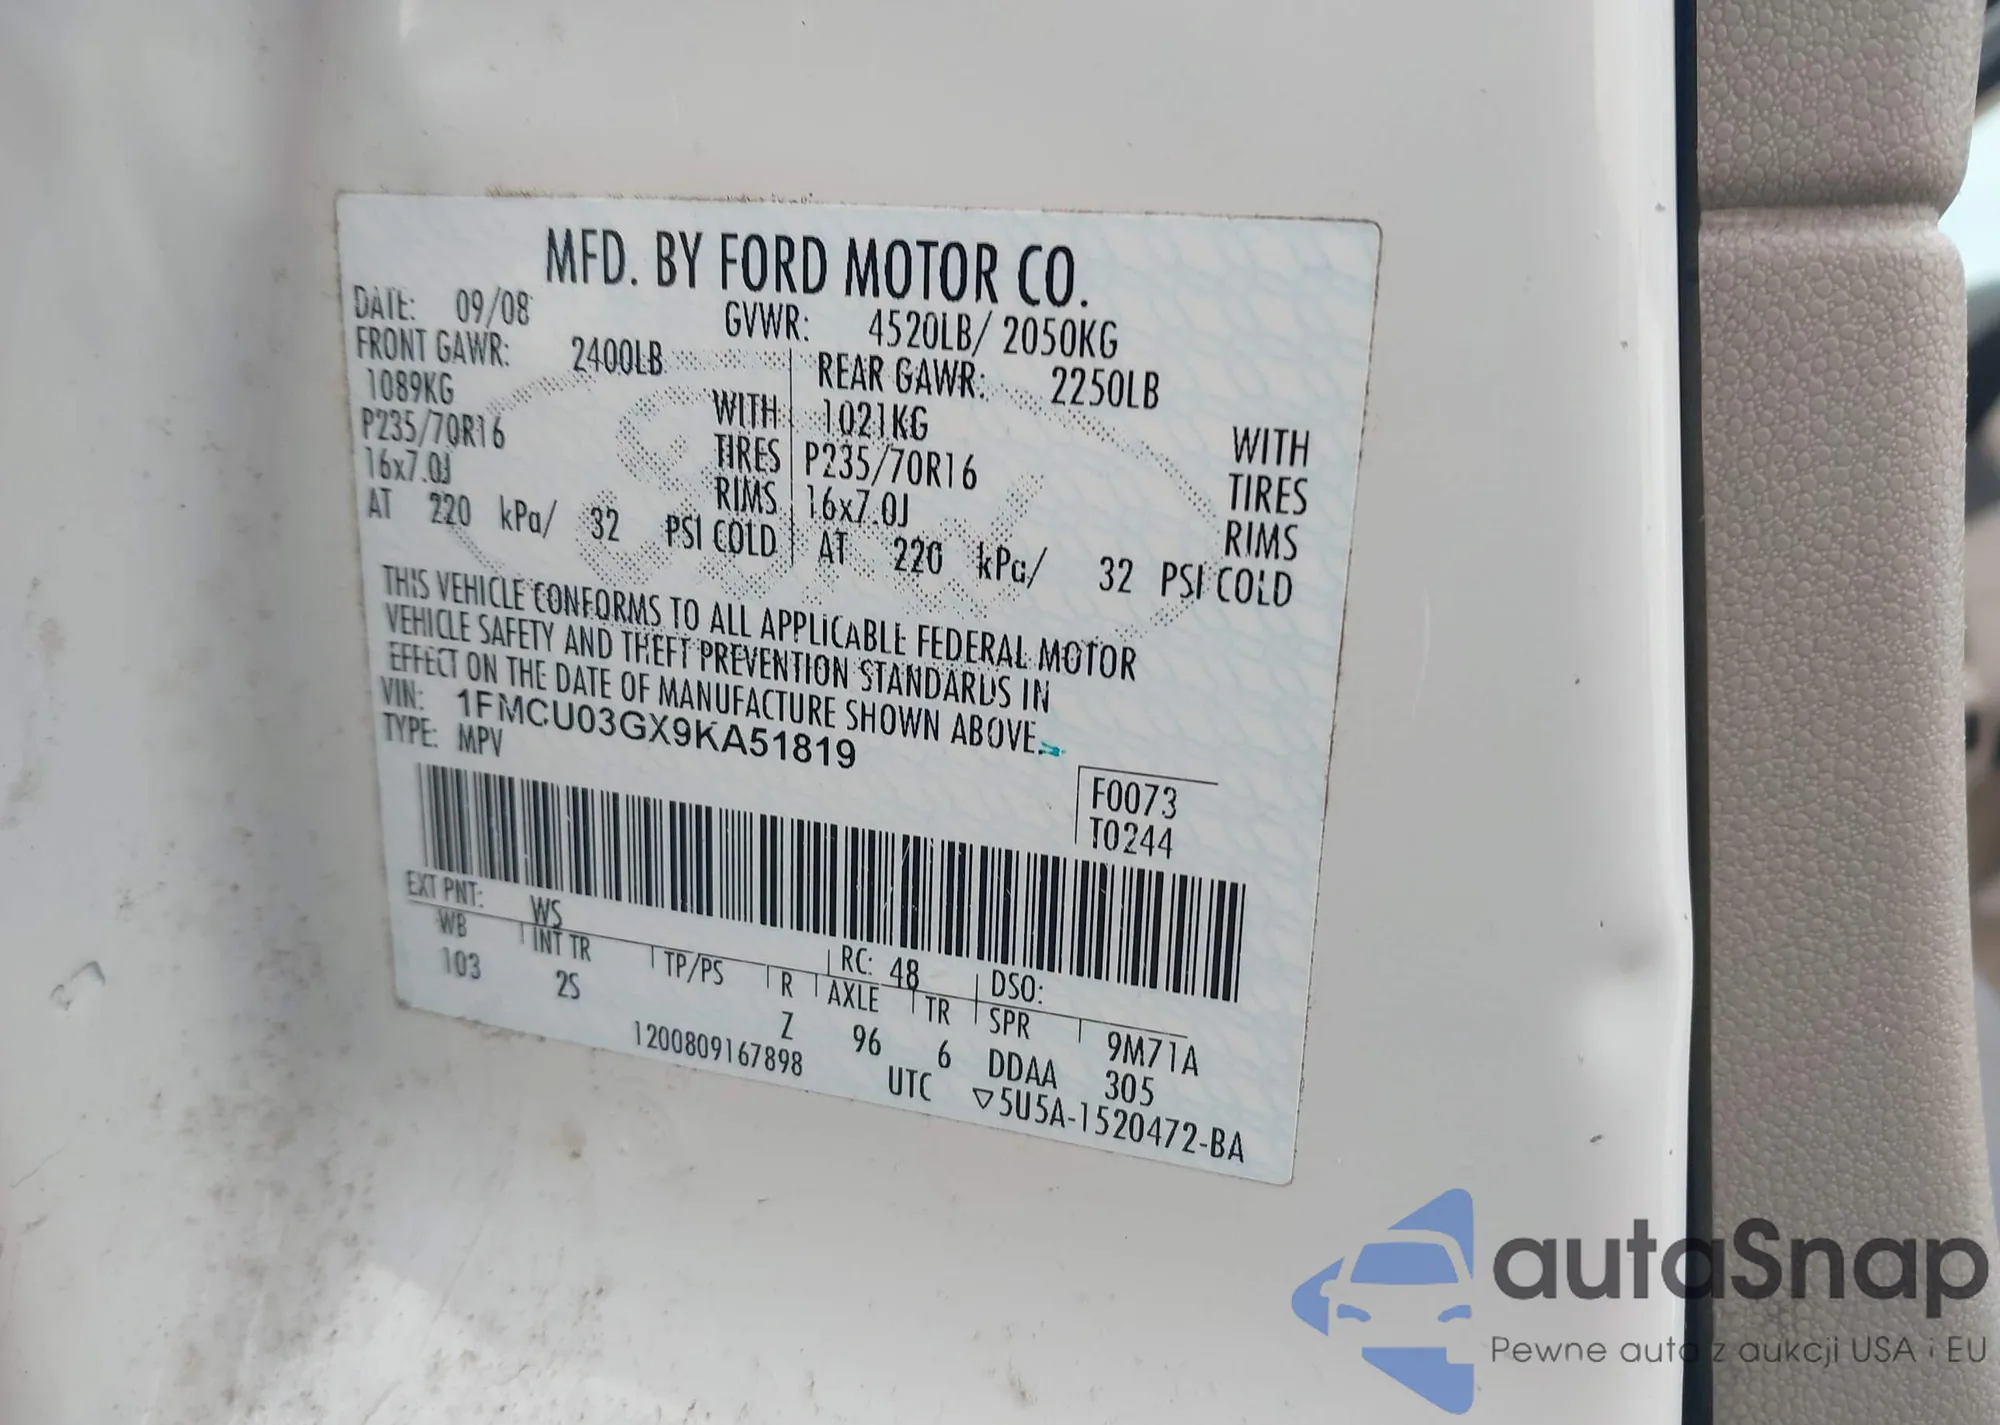 MFD. BY FORD MOTOR CO.
DATE: 09/08 GVWR: 4520LB/ 2050KG
FRONT GAWR: 2400LB REAR GAWR: 2250LB
1089KG WITH 1021KG WITH
P235/70R16 TIRES P235/70R16 TIRES
16x7.0J RIMS 16x7.0J RIMS
AT 220 kPa/ 32 PSI COLD AT 220 kPa/ 32 PSI COLD
THIS VEHICLE CONFORMS TO ALL APPLICABLE FEDERAL MOTOR
VEHICLE SAFETY AND THEFT PREVENTION STANDARDS IN
EFFECT ON THE DATE OF MANUFACTURE SHOWN ABOVE.
VIN: 1FMCU03GX9KA51819
TYPE: MPV
F0073
T0244
EXT PNT: WS RC: 48 DSO:
WB INT TR TP/PS R AXLE TR SPR 9M71A
103 2S Z 96 6 DDAA 305
1200809167898 UTC ▽5U5A-1520472-BA
autaSnap
Pewne auta z aukcji USA i EU